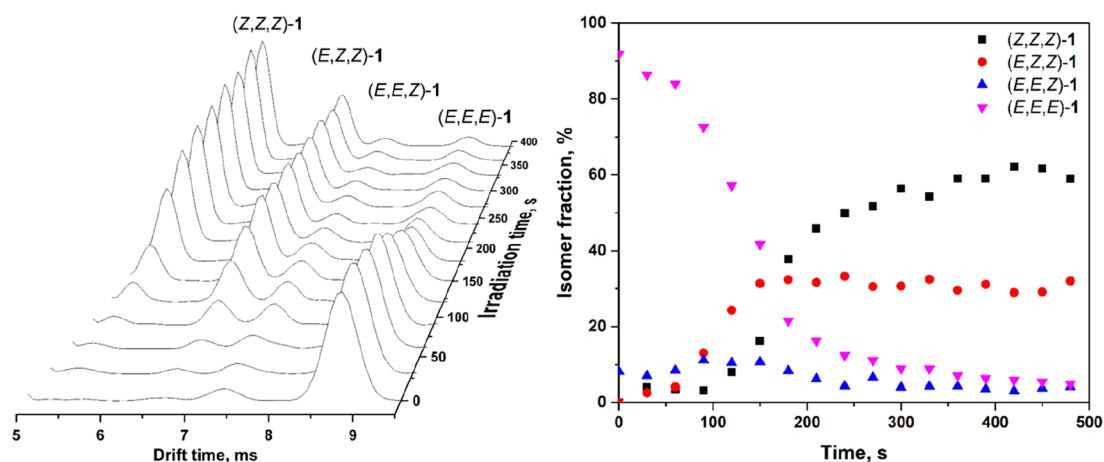 (Z,Z,Z)-1
(E,Z,Z)-1
(E,E,Z)-1
(E,E,E)-1
400
350
300
250
200
150
100
50
0
Irradiation time, s
5 6 7 8 9
Drift time, ms
100
80
60
40
20
0
Isomer fraction, %
(Z,Z,Z)-1
(E,Z,Z)-1
(E,E,Z)-1
(E,E,E)-1
0 100 200 300 400 500
Time, s